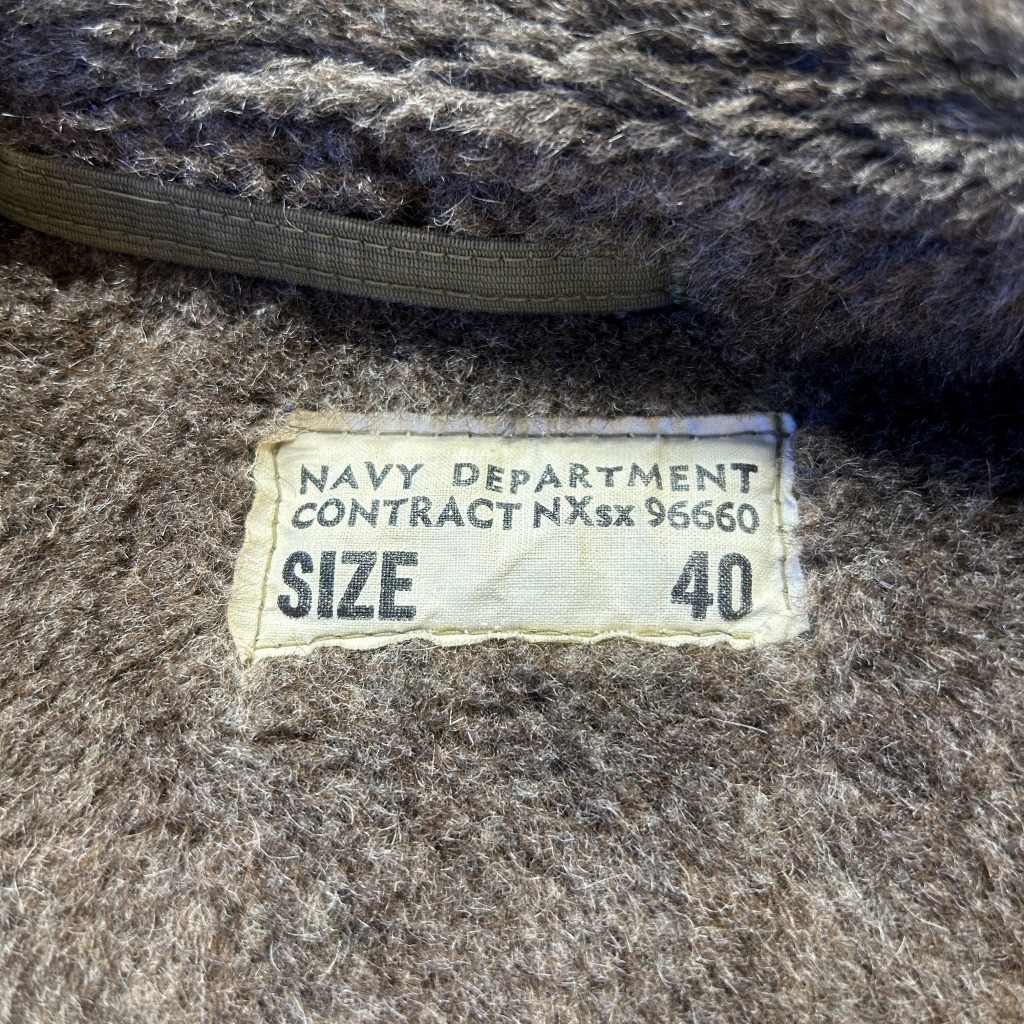 NAVY DEPARTMENT
CONTRACT NXsx 96660
SIZE 40